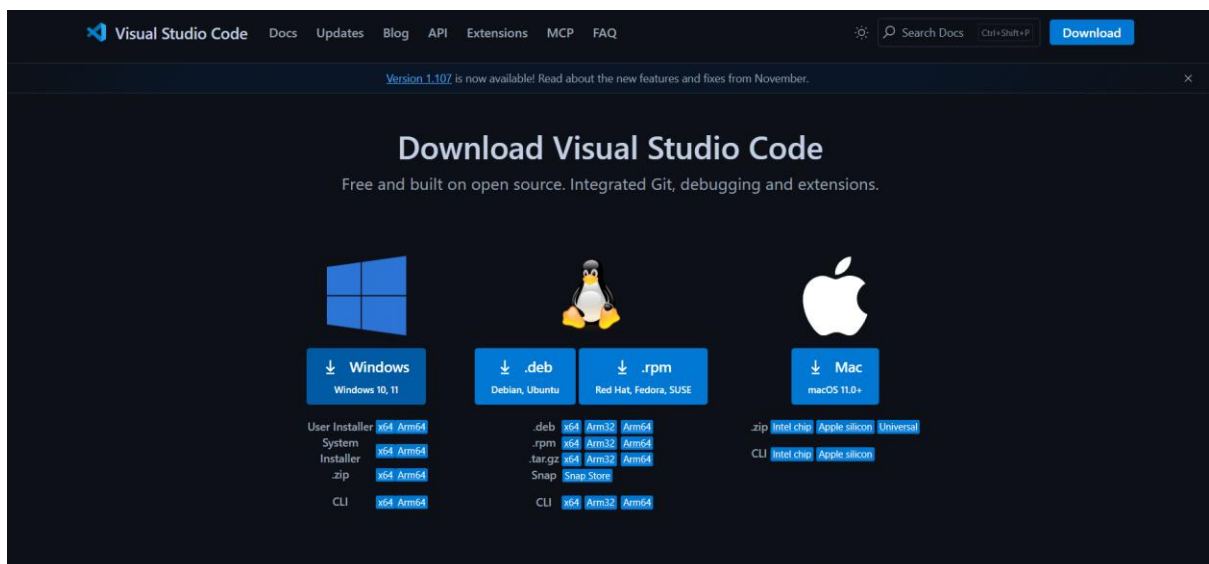 Visual Studio Code Docs Updates Blog API Extensions MCP FAQ Search Docs Ctrl+Shift+P Download
Version 1.107 is now available! Read about the new features and fixes from November.
Download Visual Studio Code
Free and built on open source. Integrated Git, debugging and extensions.
Windows
Windows 10, 11
User Installer x64 Arm64
System
Installer x64 Arm64
.zip x64 Arm64
CLI x64 Arm64
.deb
Debian, Ubuntu
.rpm
Red Hat, Fedora, SUSE
.deb x64 Arm32 Arm64
.rpm x64 Arm32 Arm64
.tar.gz x64 Arm32 Arm64
Snap Snap Store
CLI x64 Arm32 Arm64
Mac
macOS 11.0+
.zip Intel chip Apple silicon Universal
CLI Intel chip Apple silicon